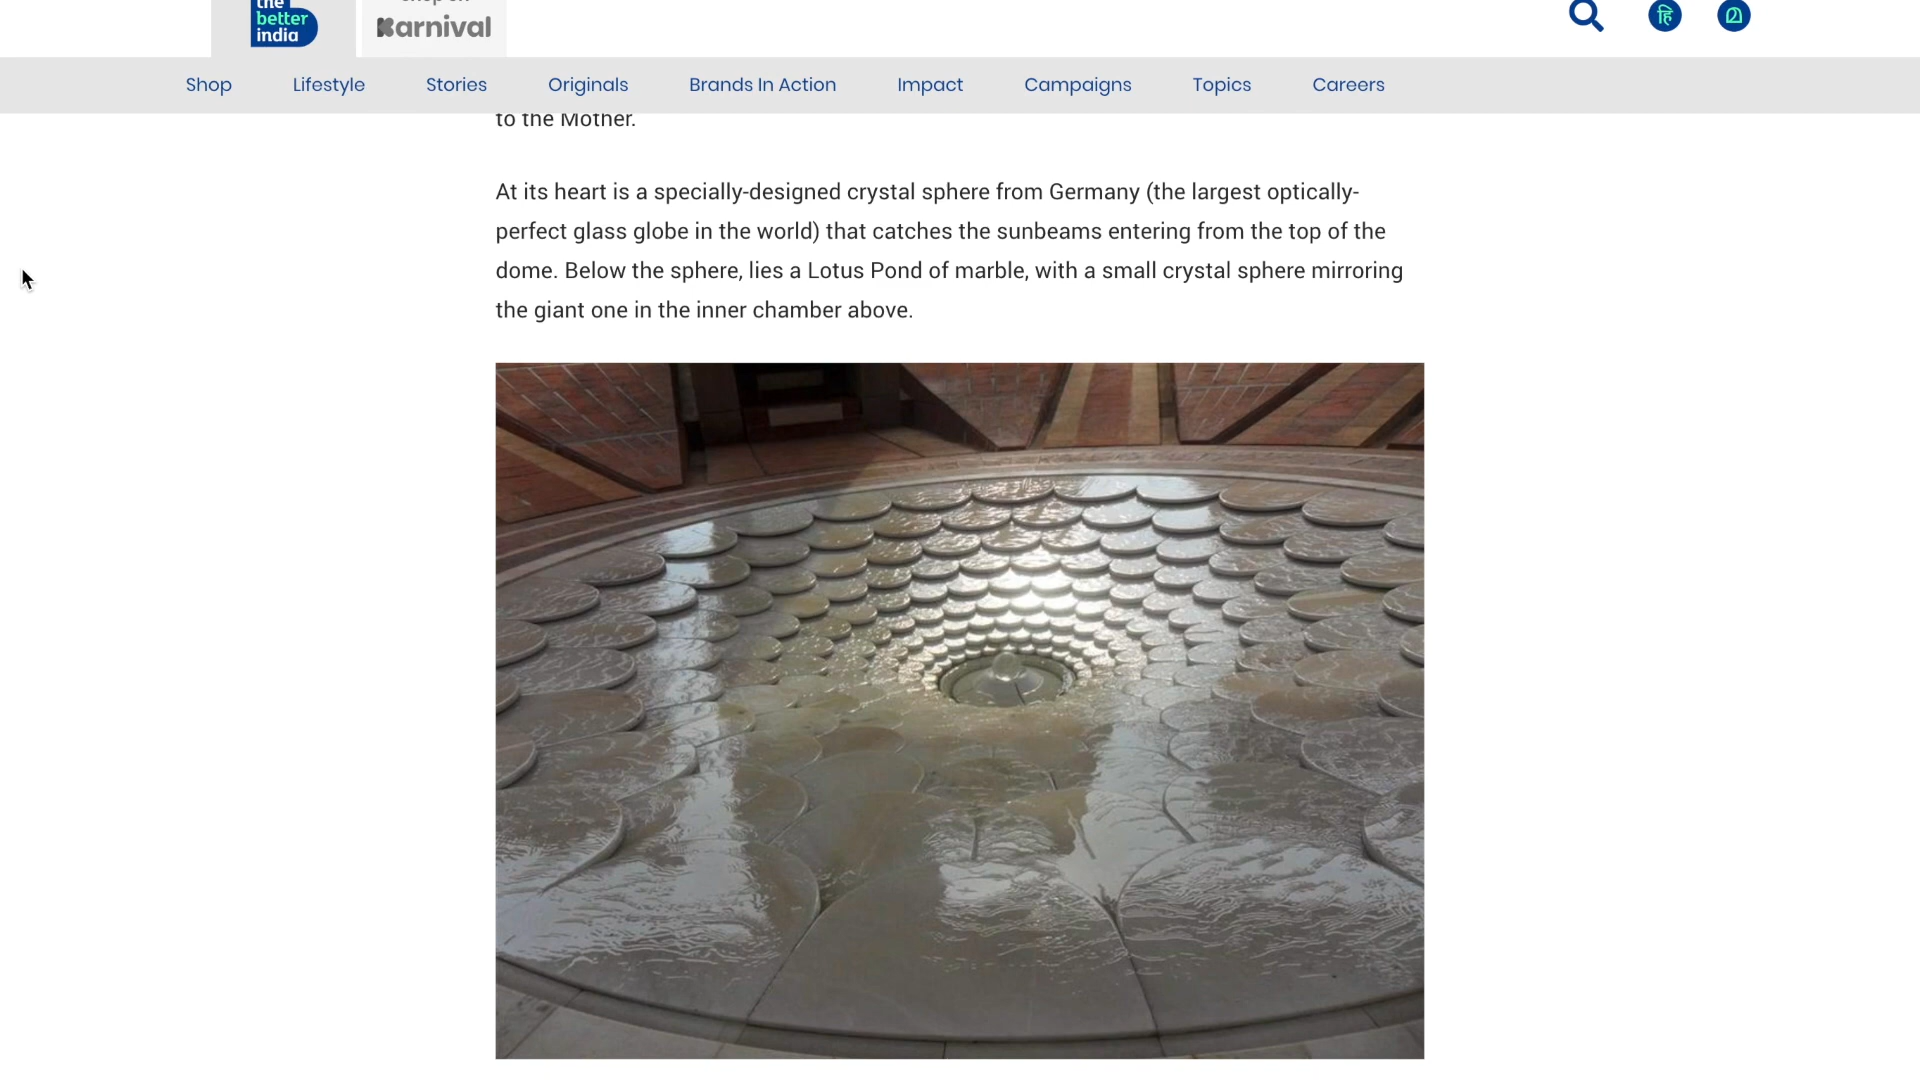 the
better
india
Karnival
हि
മ
Shop Lifestyle Stories Originals Brands In Action Impact Campaigns Topics Careers
to the Mother.
At its heart is a specially-designed crystal sphere from Germany (the largest optically-
perfect glass globe in the world) that catches the sunbeams entering from the top of the
dome. Below the sphere, lies a Lotus Pond of marble, with a small crystal sphere mirroring
the giant one in the inner chamber above.